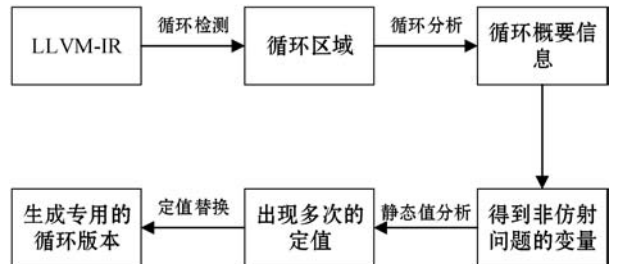 LLVM-IR
循环检测
循环区域
循环分析
循环概要信
息
生成专用的
循环版本
定值替换
出现多次的
定值
静态值分析
得到非仿射
问题的变量